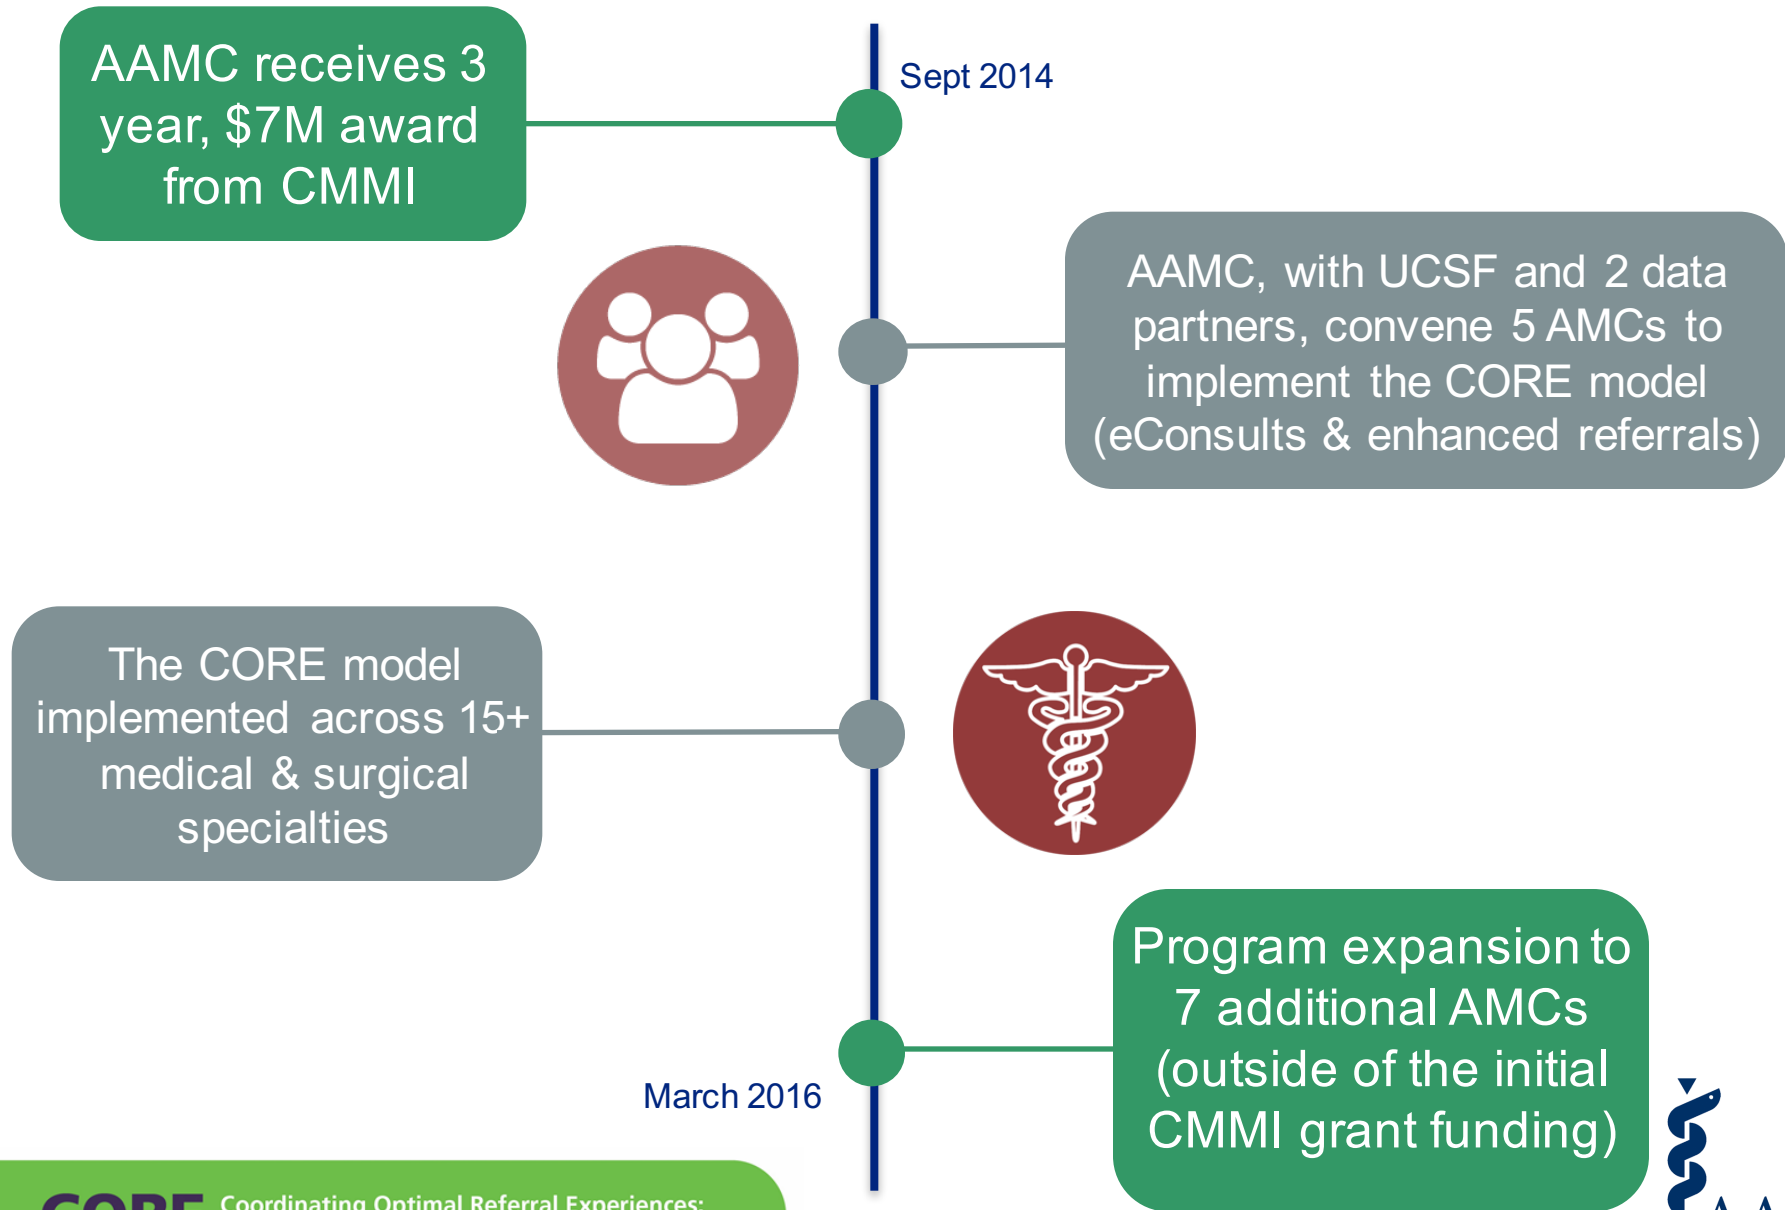 AAMC receives 3
year, $7M award
from CMMI
Sept 2014
AAMC, with UCSF and 2 data
partners, convene 5 AMCs to
implement the CORE model
(eConsults & enhanced referrals)
The CORE model
implemented across 15+
medical & surgical
specialties
Program expansion to
7 additional AMCs
(outside of the initial
CMMI grant funding)
March 2016
CORE Coordinating Optimal Referral Experiences: